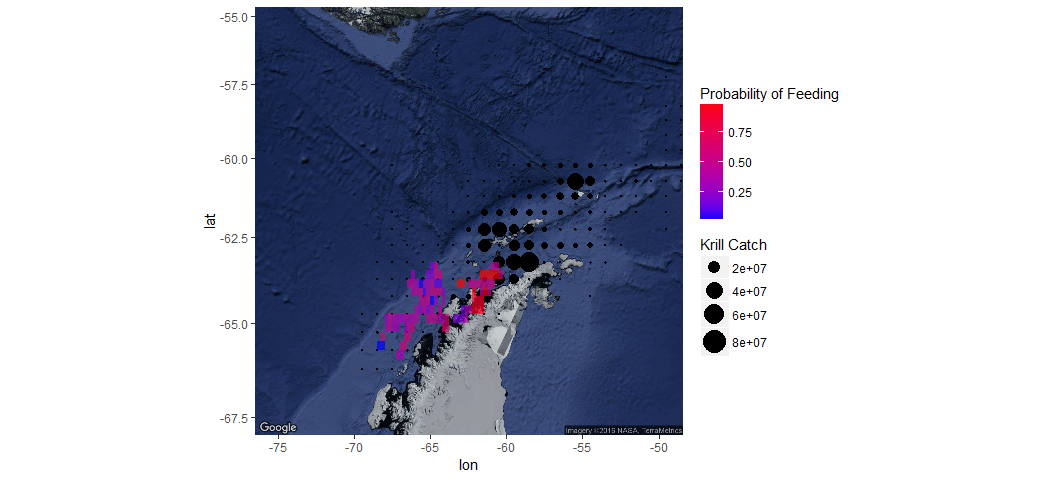 -55.0
-57.5
-60.0
-62.5
-65.0
-67.5
lat
-75
-70
-65
-60
-55
-50
lon
Google
Imagery ©2016 NASA, TerraMetrics
Probability of Feeding
0.75
0.50
0.25
Krill Catch
2e+07
4e+07
6e+07
8e+07